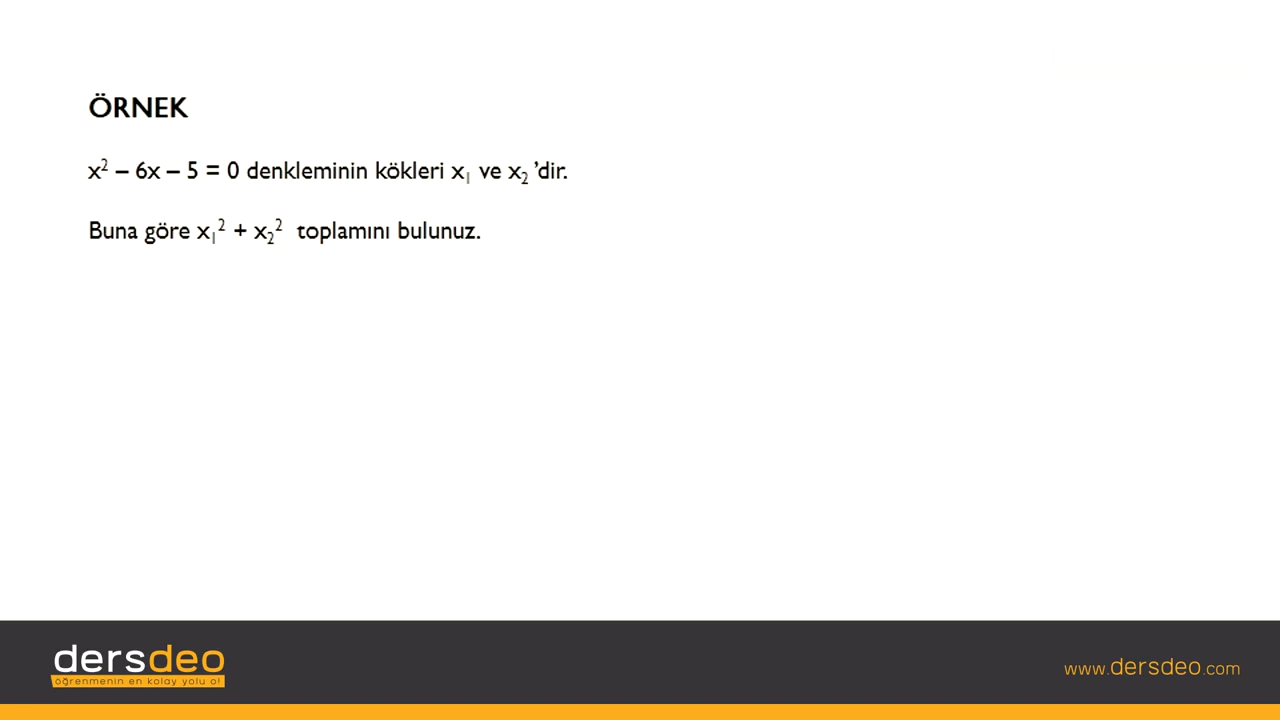 ÖRNEK
x² – 6x – 5 = 0 denkleminin kökleri x₁ ve x₂ ’dir.
Buna göre x₁² + x₂² toplamını bulunuz.
dersdeo
öğrenmenin en kolay yolu o!
www.dersdeo.com